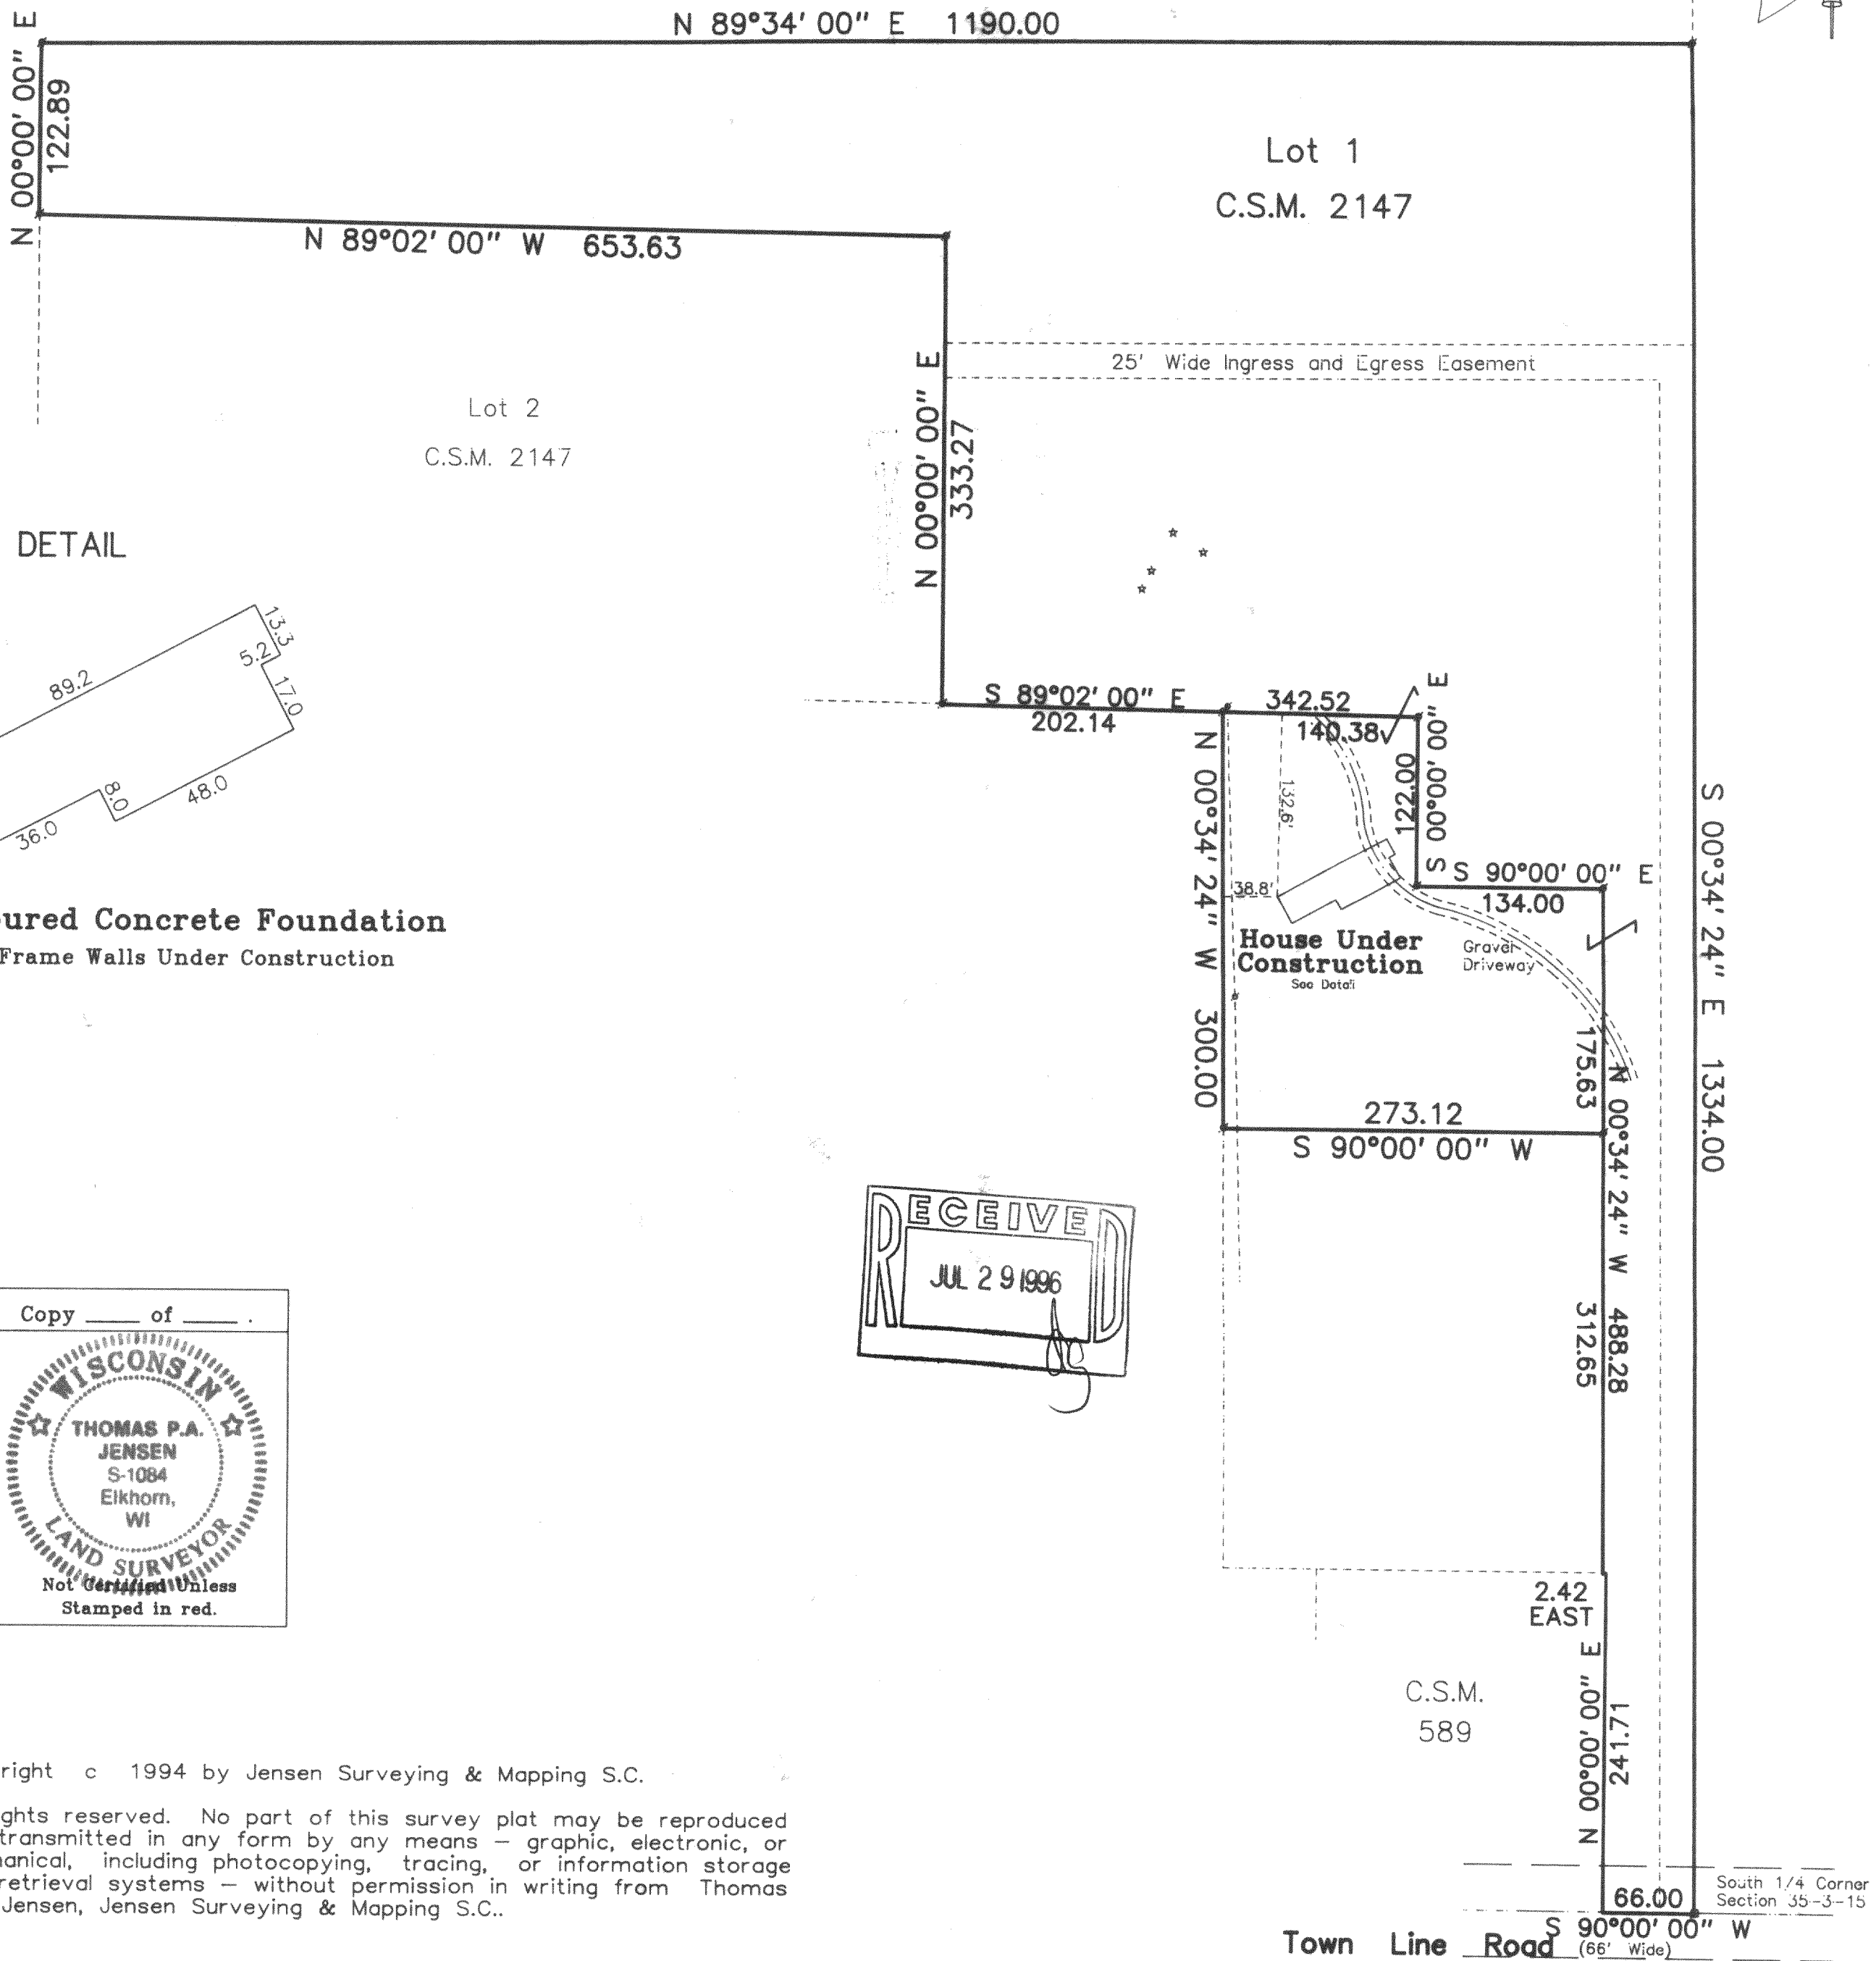 N 89°34' 00" E 1190.00
N 00°00' 00" E
122.89
Lot 1
C.S.M. 2147
N 89°02' 00" W 653.63
25' Wide Ingress and Egress Easement
N 00°00' 00" E
333.27
Lot 2
C.S.M. 2147
DETAIL
13.3
5.2
17.0
89.2
8.0
48.0
36.0
S 89°02' 00" E 342.52
202.14
140.38
S 00°00' 00" E
122.00
N 00°34' 24" W 300.00
132.6'
38.8'
S 90°00' 00" E
134.00
S 00°34' 24" E 1334.00
oured Concrete Foundation
Frame Walls Under Construction
House Under
Construction
See Detail
Gravel
Driveway
175.63
273.12
S 90°00' 00" W
N 00°34' 24" W 488.28
312.65
RECEIVED
JUL 29 1996
Copy _____ of _____ .
WISCONSIN
THOMAS P.A.
JENSEN
S-1084
Elkhorn,
WI
LAND SURVEYOR
Not Certified Unless
Stamped in red.
2.42
EAST
N 00°00' 00" E
241.71
C.S.M.
589
right c 1994 by Jensen Surveying & Mapping S.C.
ghts reserved. No part of this survey plat may be reproduced
transmitted in any form by any means – graphic, electronic, or
hanical, including photocopying, tracing, or information storage
retrieval systems – without permission in writing from Thomas
Jensen, Jensen Surveying & Mapping S.C..
66.00
South 1/4 Corner
Section 35-3-15
S 90°00' 00" W
Town Line Road (66' Wide)